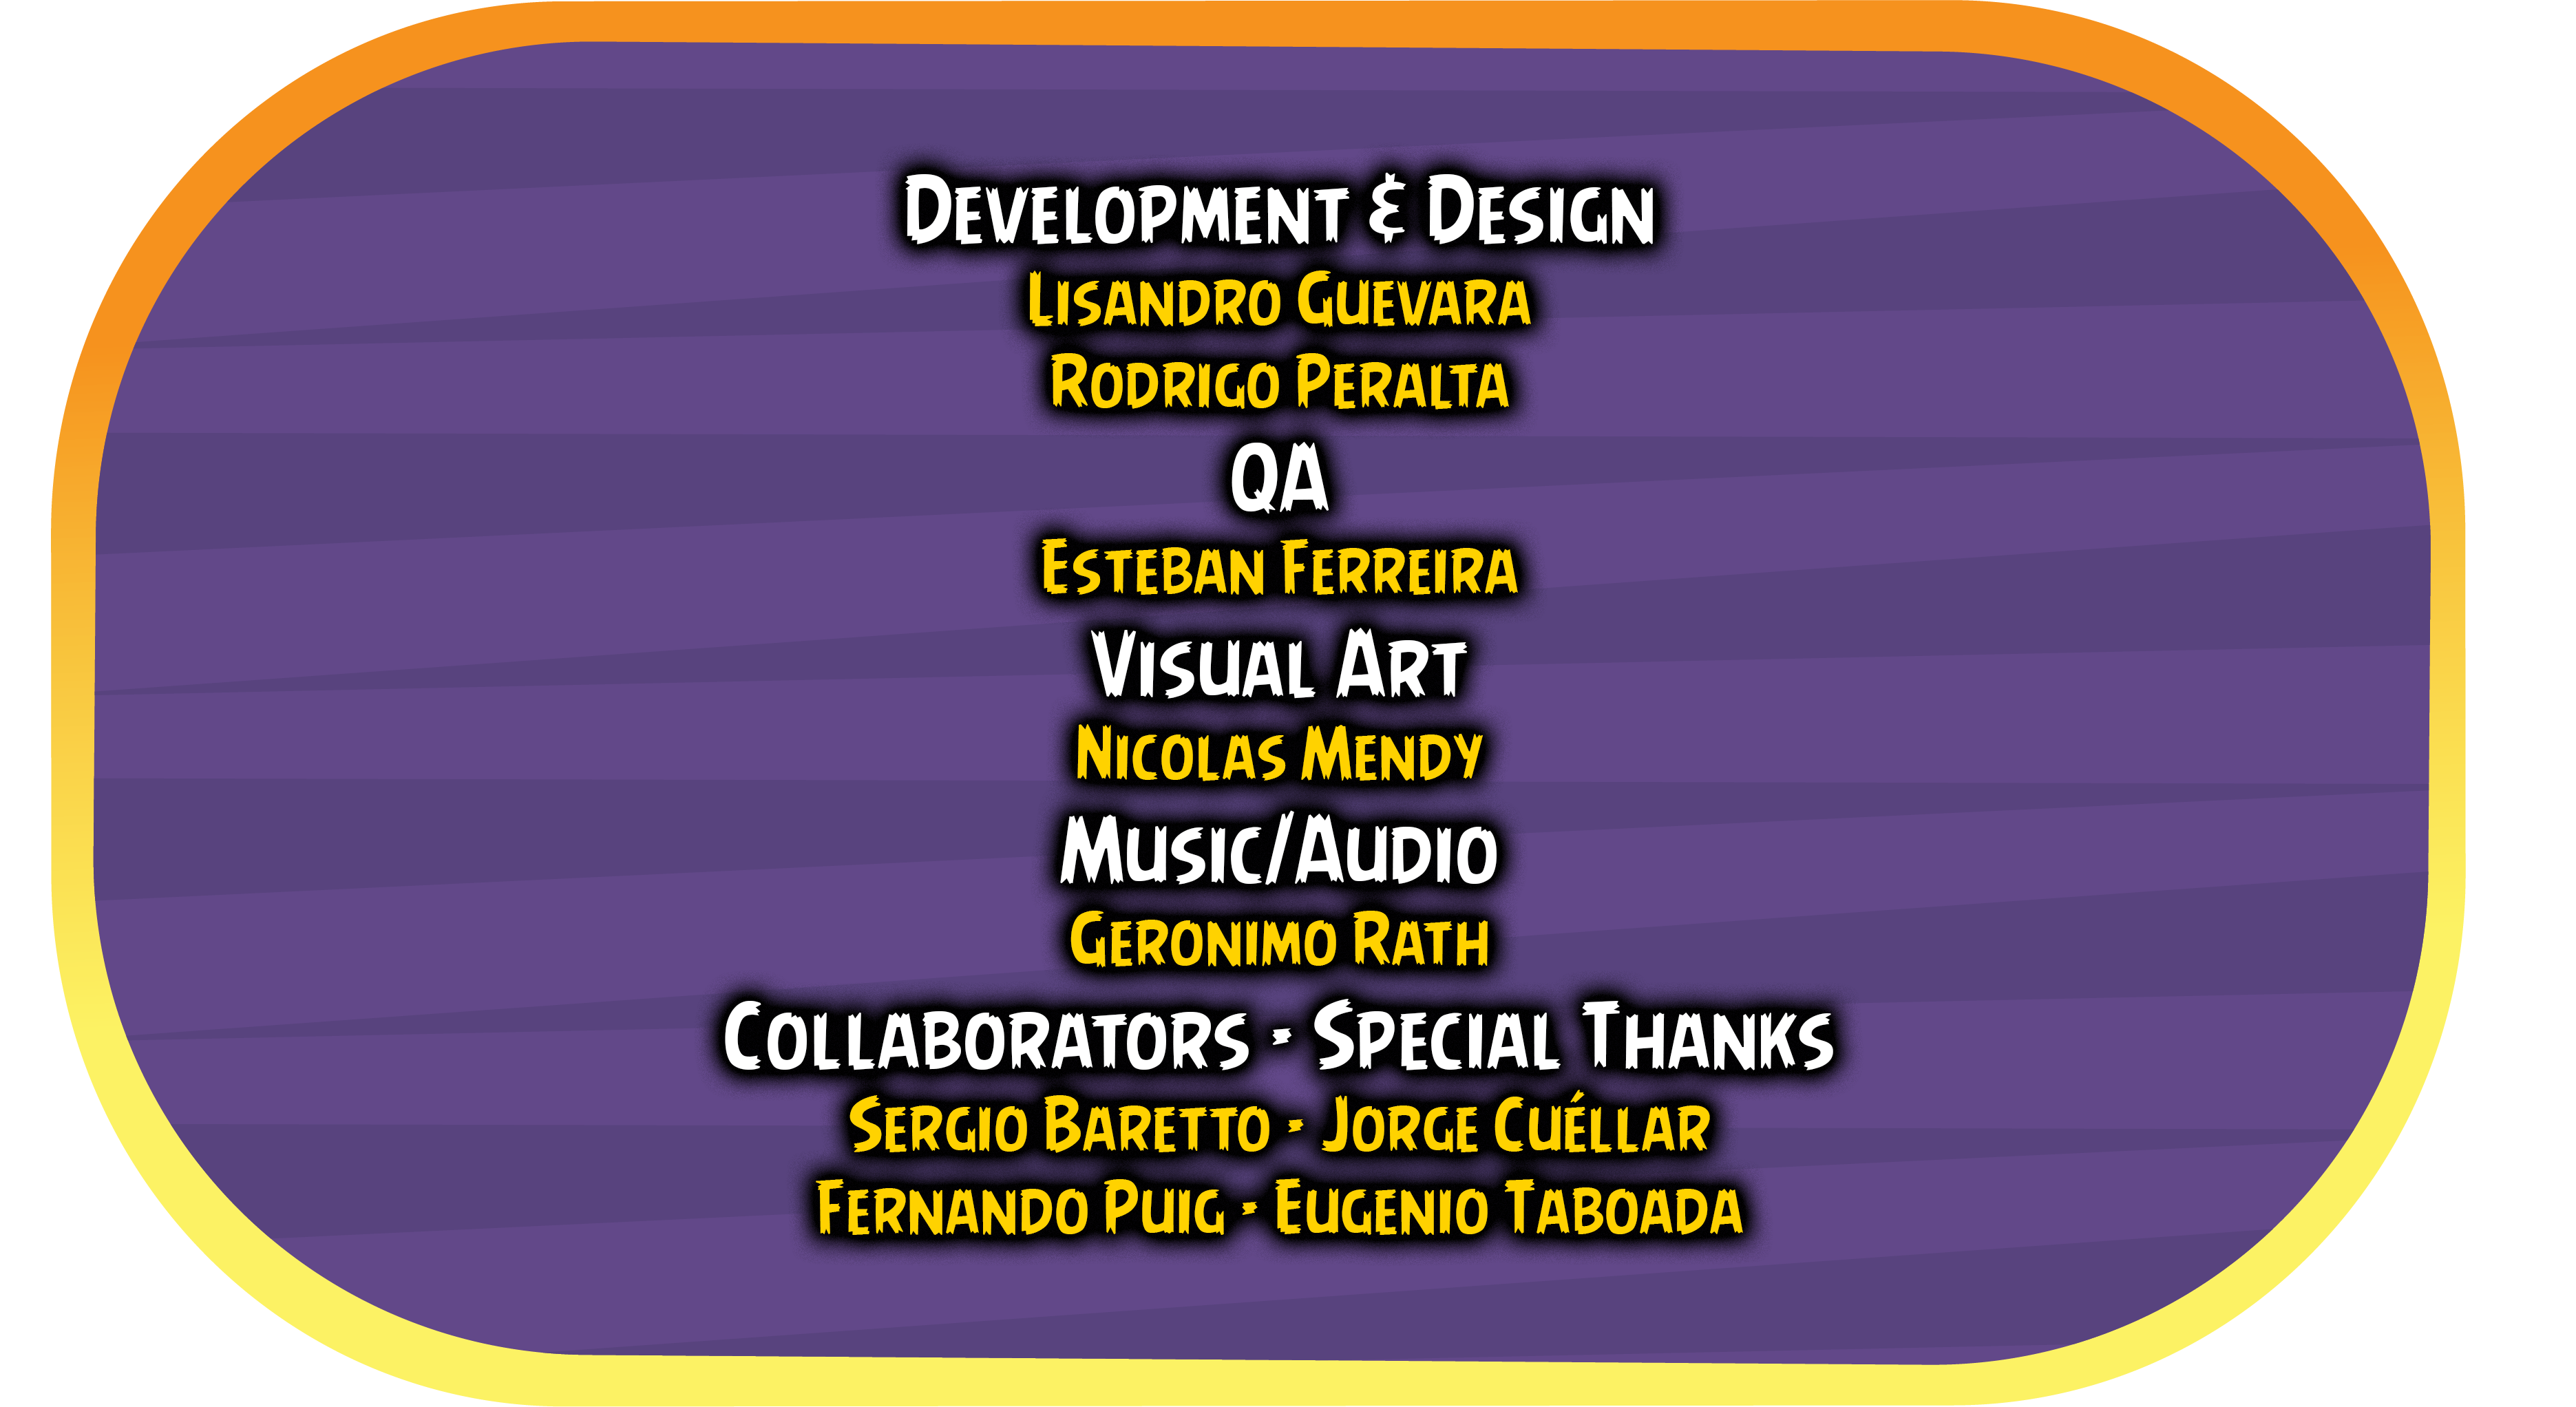 Development & Design
Lisandro Guevara
Rodrigo Peralta
QA
Esteban Ferreira
Visual Art
Nicolas Mendy
Music/Audio
Geronimo Rath
Collaborators - Special Thanks
Sergio Baretto - Jorge Cuéllar
Fernando Puig - Eugenio Taboada